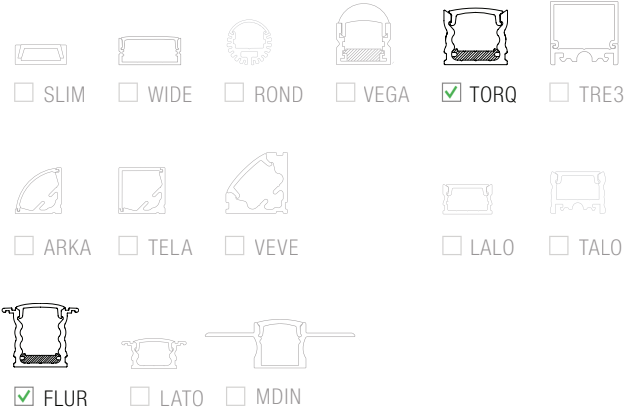 SLIM WIDE ROND VEGA TORQ TRE3
ARKA TELA VEVE LALO TALO
FLUR LATO MDIN